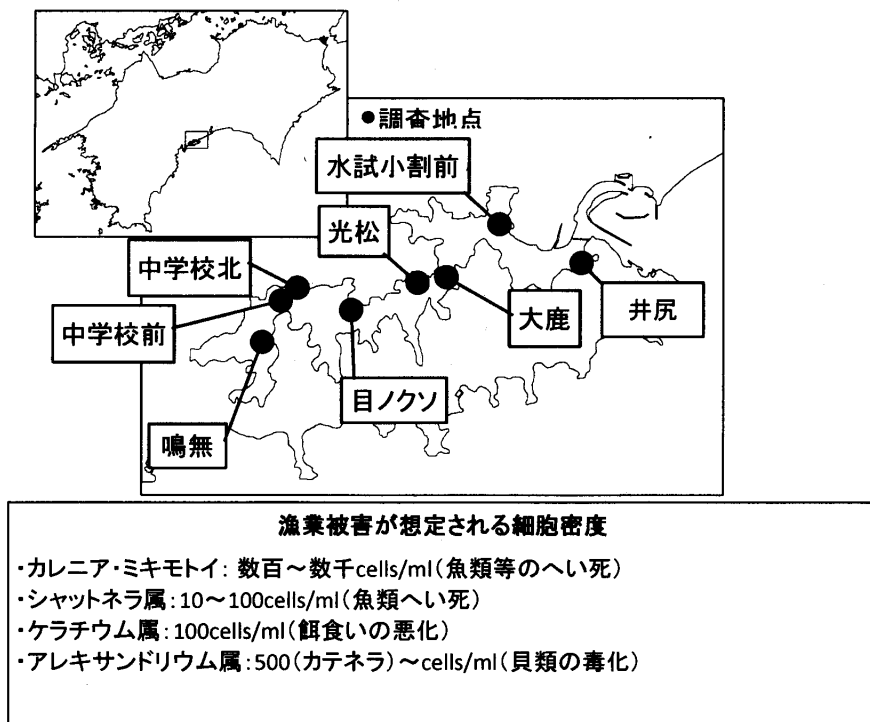 ●調査地点
水試小割前
光松
中学校北
中学校前
大鹿
井尻
目ノクソ
鳴無
漁業被害が想定される細胞密度
・カレニア・ミキモトイ：数百～数千cells/ml（魚類等のへい死）
・シャットネラ属：10～100cells/ml（魚類へい死）
・ケラチウム属：100cells/ml（餌食いの悪化）
・アレキサンドリウム属：500（カテネラ）～cells/ml（貝類の毒化）